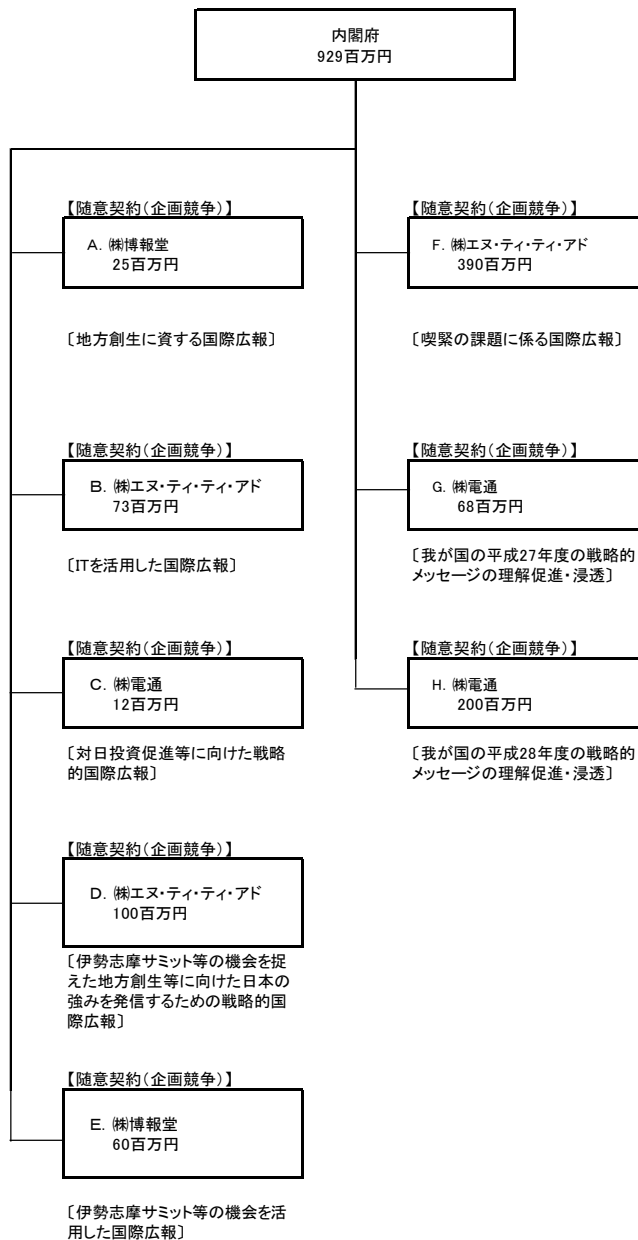 内閣府
929百万円
【随意契約(企画競争)】
A. ㈱博報堂
25百万円
〔地方創生に資する国際広報〕
【随意契約(企画競争)】
B. ㈱エヌ・ティ・ティ・アド
73百万円
〔ITを活用した国際広報〕
【随意契約(企画競争)】
C. ㈱電通
12百万円
〔対日投資促進等に向けた戦略
的国際広報〕
【随意契約(企画競争)】
D. ㈱エヌ・ティ・ティ・アド
100百万円
〔伊勢志摩サミット等の機会を捉
えた地方創生等に向けた日本の
強みを発信するための戦略的国
際広報〕
【随意契約(企画競争)】
E. ㈱博報堂
60百万円
〔伊勢志摩サミット等の機会を活
用した国際広報〕
【随意契約(企画競争)】
F. ㈱エヌ・ティ・ティ・アド
390百万円
〔喫緊の課題に係る国際広報〕
【随意契約(企画競争)】
G. ㈱電通
68百万円
〔我が国の平成27年度の戦略的
メッセージの理解促進・浸透〕
【随意契約(企画競争)】
H. ㈱電通
200百万円
〔我が国の平成28年度の戦略的
メッセージの理解促進・浸透〕